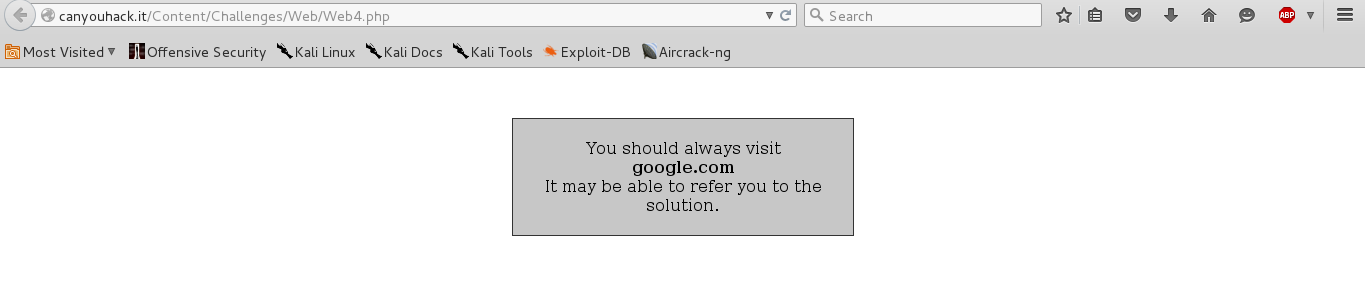 canyouhack.it/Content/Challenges/Web/Web4.php
Search
ABP
Most Visited
Offensive Security
Kali Linux
Kali Docs
Kali Tools
Exploit-DB
Aircrack-ng
You should always visit
google.com
It may be able to refer you to the
solution.